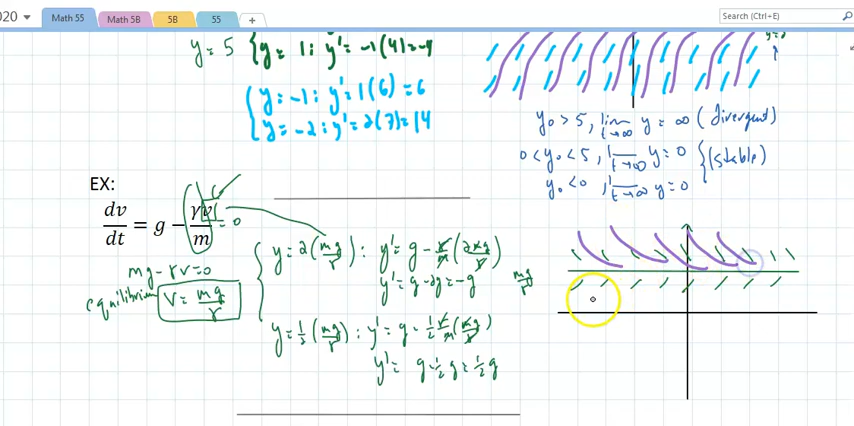 020
Math 55
Math 5B
5B
55
Search (Ctrl+E)
y = 5 { y = 1 : y' = -1(4) = -4
y = -1 : y' = 1(6) = 6
y = -2 : y' = 2(7) = 14
y₀ > 5, lim t→∞ y = ∞ (divergent)
0 < y₀ < 5, lim t→∞ y = 0 } (stable)
y₀ < 0, lim t→∞ y = 0
EX:
dv/dt = g - γv/m = 0
mg - γv = 0
equilibrium v = mg/γ
y = 2(mg/γ) : y' = g - γ/m (2mg/γ)
y' = g - 2g = -g
y = 1/2 (mg/γ) : y' = g - 1/2 γ/m (mg/γ)
y' = g - 1/2 g = 1/2 g
mg/γ